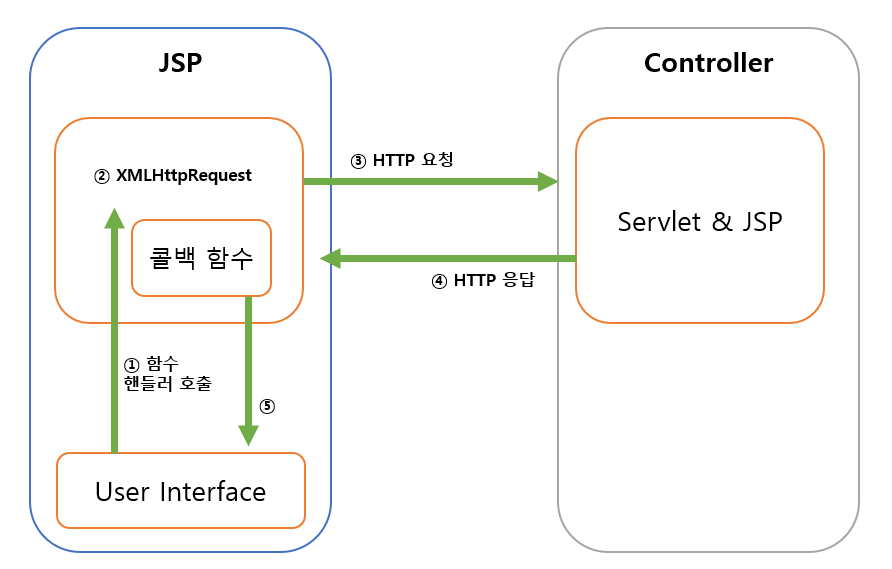 JSP
Controller
② XMLHttpRequest
③ HTTP 요청
Servlet & JSP
콜백 함수
④ HTTP 응답
① 함수
핸들러 호출
⑤
User Interface